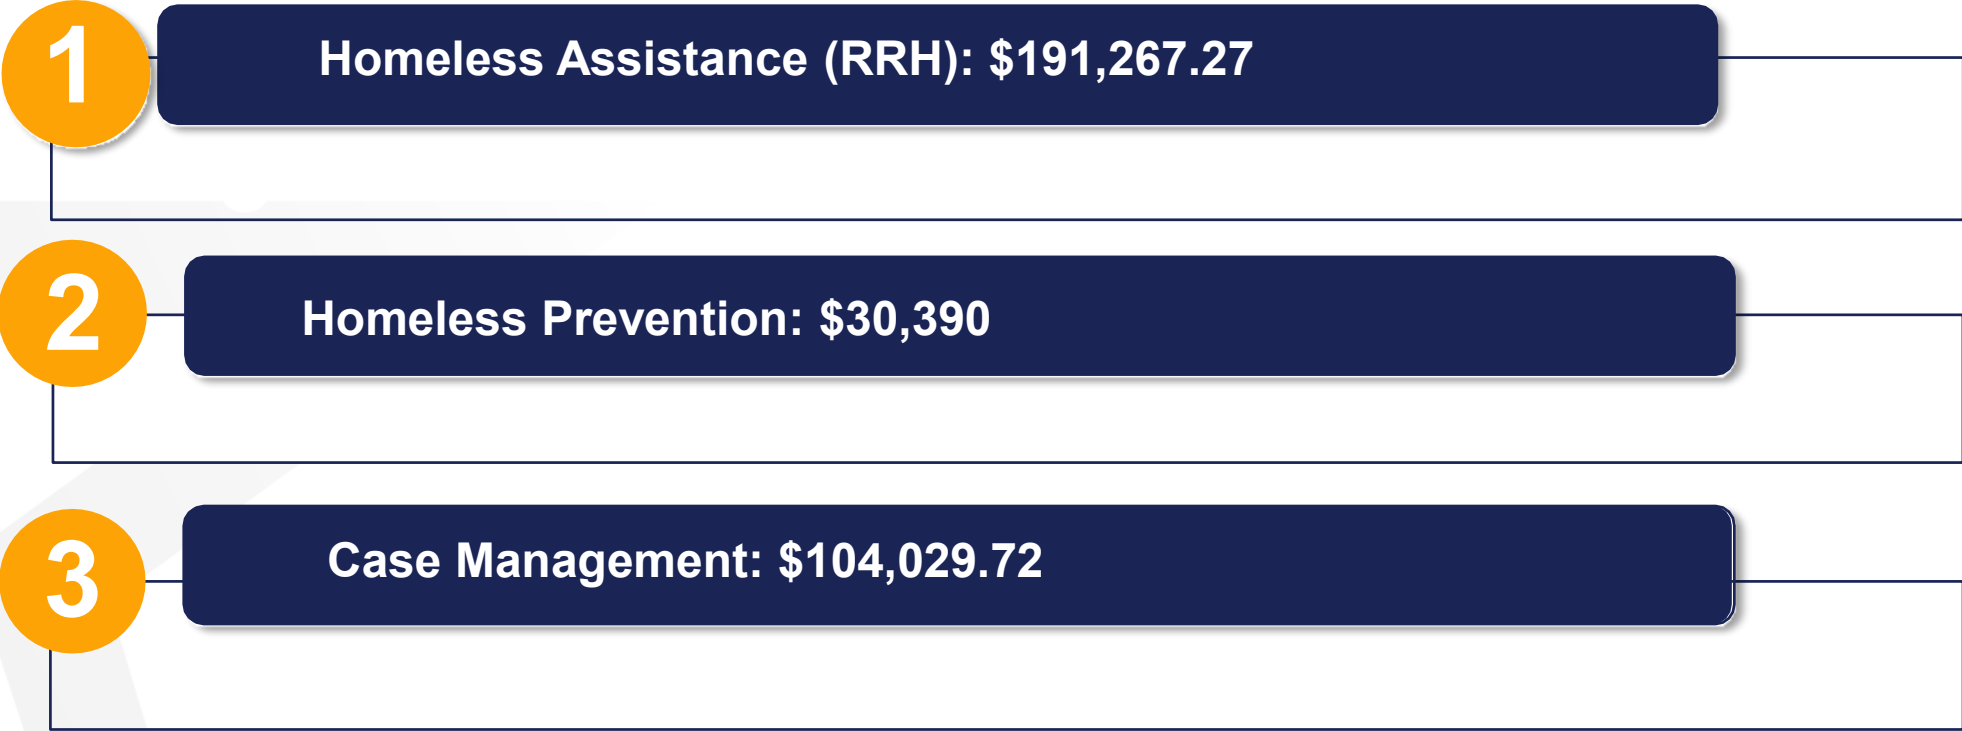 1
Homeless Assistance (RRH): $191,267.27
2
Homeless Prevention: $30,390
3
Case Management: $104,029.72